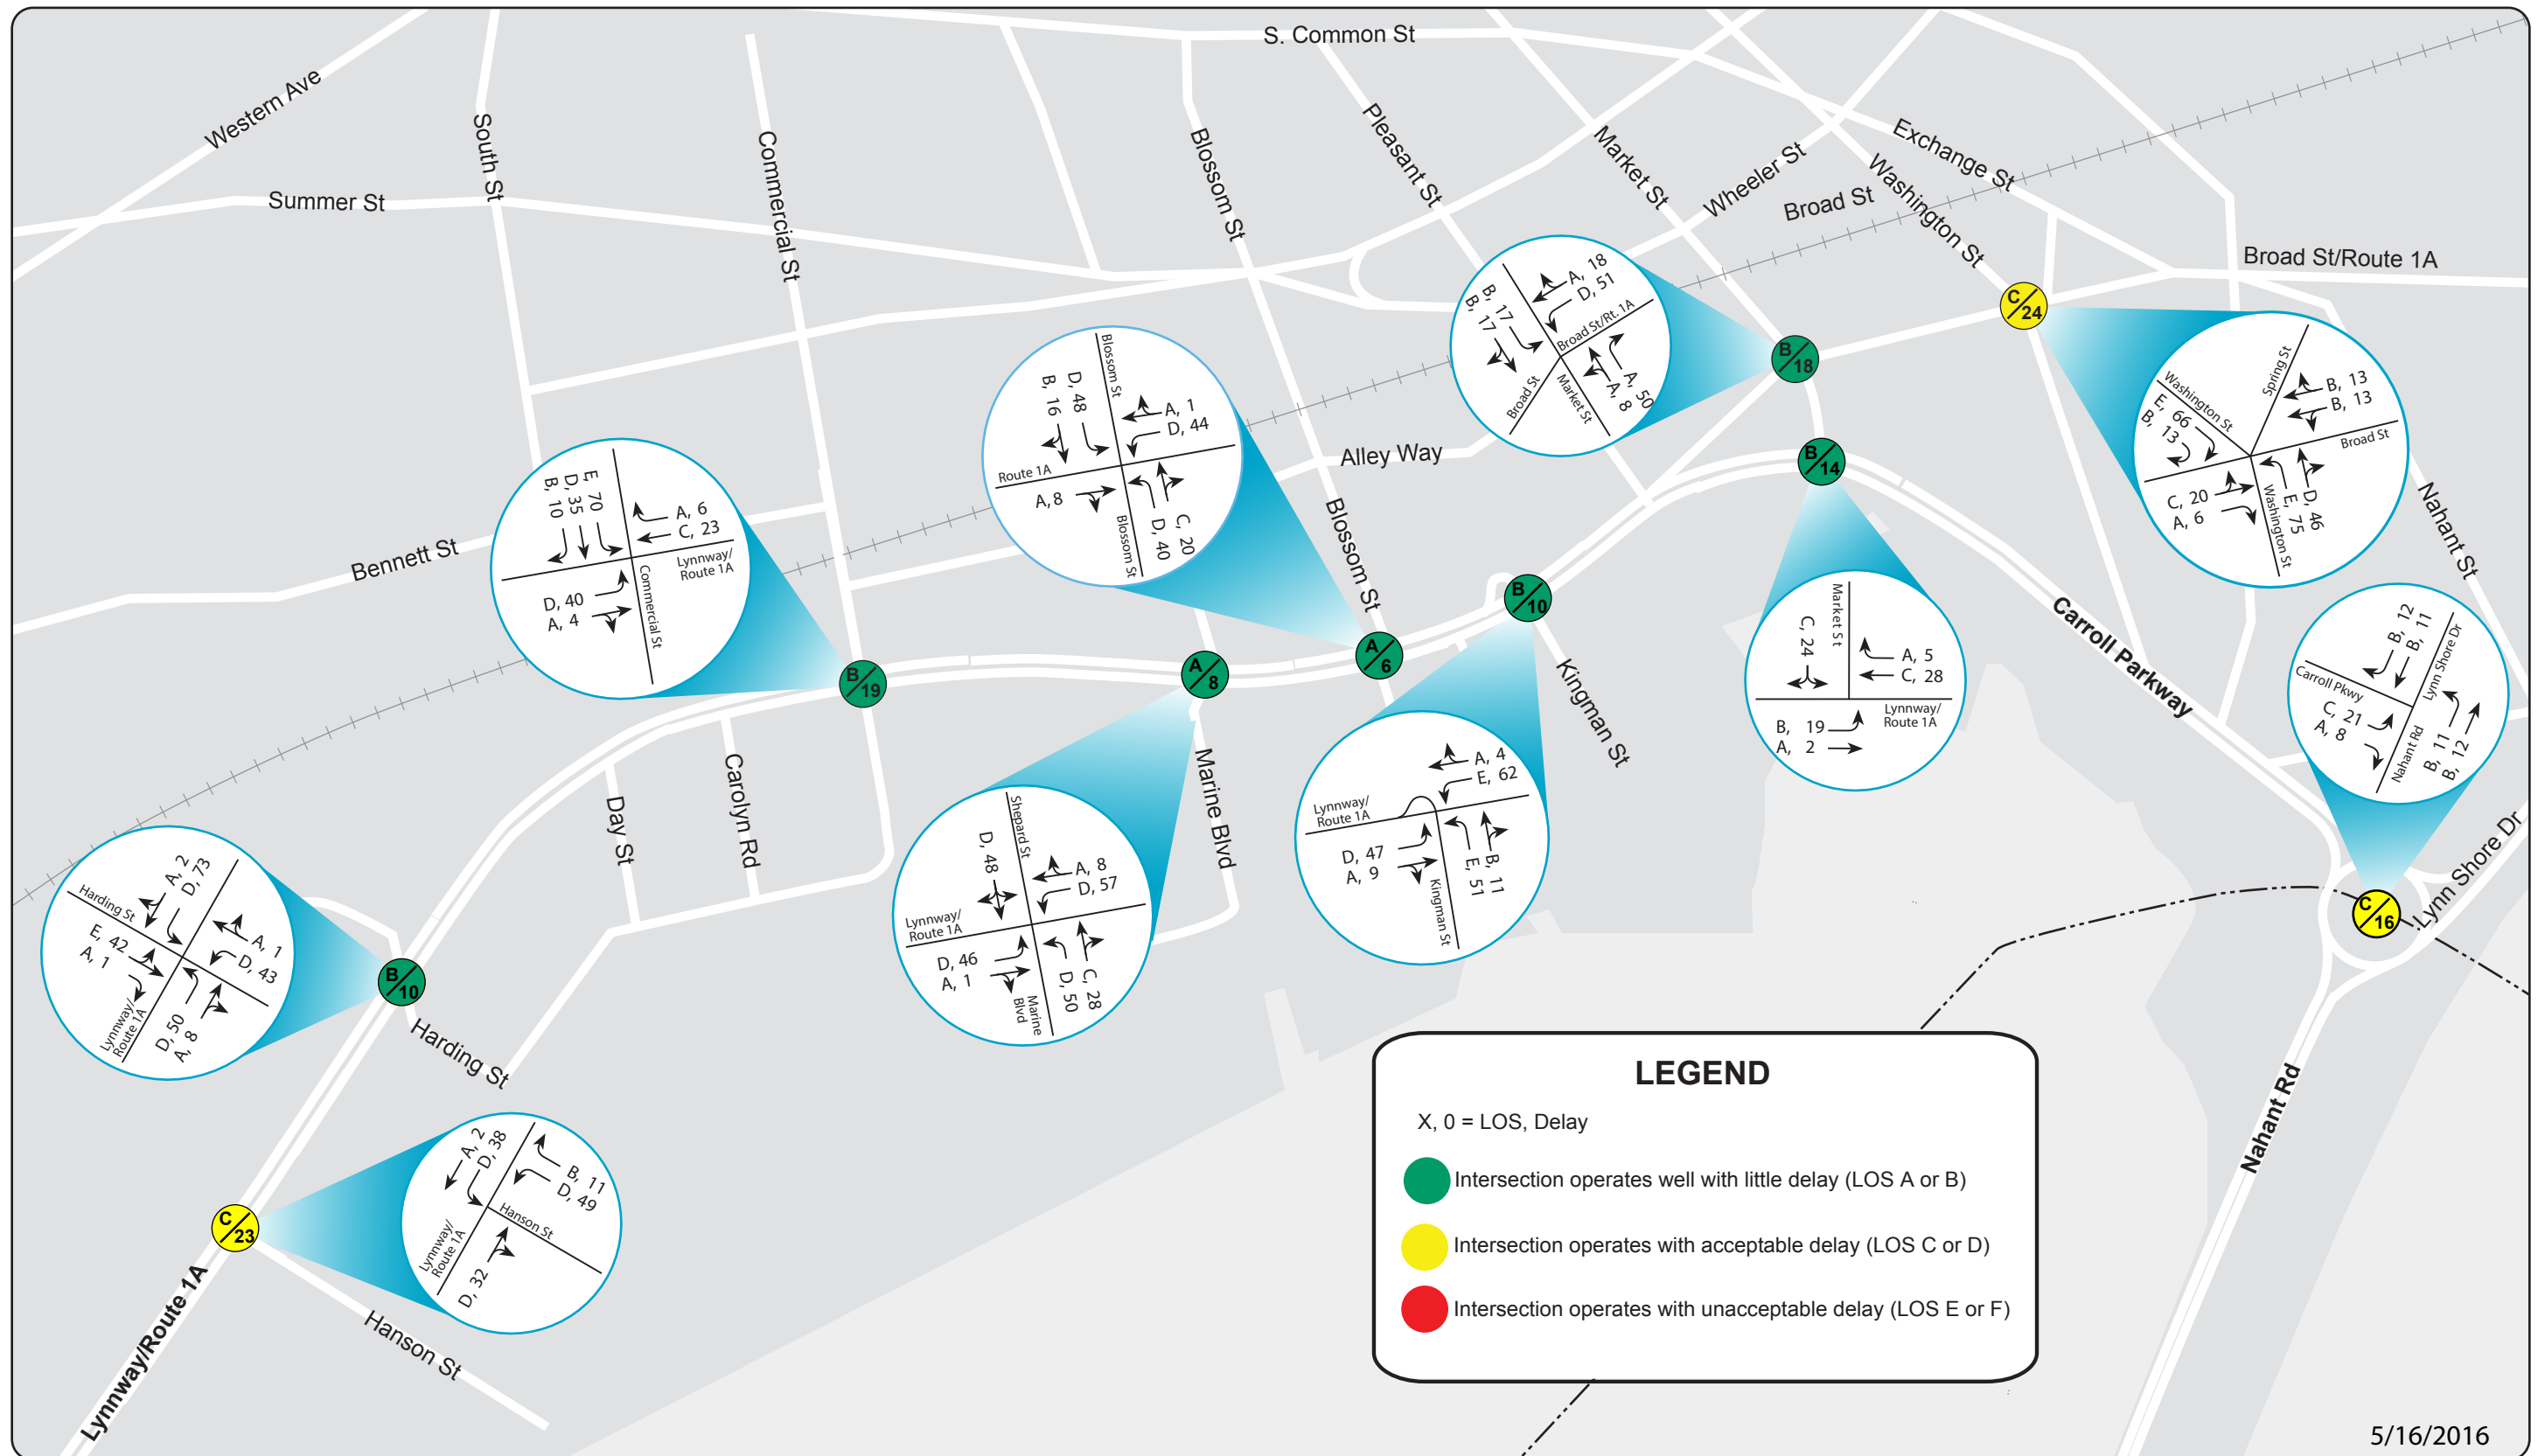 S. Common St
Western Ave
South St
Summer St
Commercial St
Blossom St
Pleasant St
Market St
Wheeler St
Broad St
Washington St
Exchange St
Broad St/Route 1A
Nahant St
Bennett St
Alley Way
Blossom St
Kingman St
Carroll Parkway
Marine Blvd
Carolyn Rd
Day St
Harding St
Hanson St
Lynnway/Route 1A
Nahant Rd
Lynn Shore Dr
C/24
B/18
B/14
B/10
A/6
A/8
B/19
B/10
C/23
C/16
A, 18
D, 51
B, 17
B, 17
Broad St/Rt. 1A
Broad St
Market St
A, 50
A, 8
Washington St
Spring St
E, 66
B, 13
B, 13
B, 13
Broad St
C, 20
A, 6
Washington St
E, 75
D, 46
Blossom St
B, 16
D, 48
A, 1
D, 44
Route 1A
A, 8
Blossom St
D, 40
C, 20
B, 10
D, 35
E, 70
A, 6
C, 23
Lynnway/
Route 1A
D, 40
A, 4
Commercial St
Market St
C, 24
A, 5
C, 28
B, 19
A, 2
Lynnway/
Route 1A
B, 12
B, 11
Lynn Shore Dr
Carroll Pkwy
C, 21
A, 8
Nahant Rd
B, 11
B, 12
A, 4
E, 62
Lynnway/
Route 1A
D, 47
A, 9
Kingman St
E, 51
B, 11
Shepard St
D, 48
A, 8
D, 57
Lynnway/
Route 1A
D, 46
A, 1
Marine
Blvd
D, 50
C, 28
A, 2
D, 73
Harding St
E, 42
A, 1
A, 1
D, 43
Lynnway/
Route 1A
D, 50
A, 8
A, 2
D, 38
B, 11
D, 49
Hanson St
Lynnway/
Route 1A
D, 32
LEGEND
X, 0 = LOS, Delay
Intersection operates well with little delay (LOS A or B)
Intersection operates with acceptable delay (LOS C or D)
Intersection operates with unacceptable delay (LOS E or F)
5/16/2016